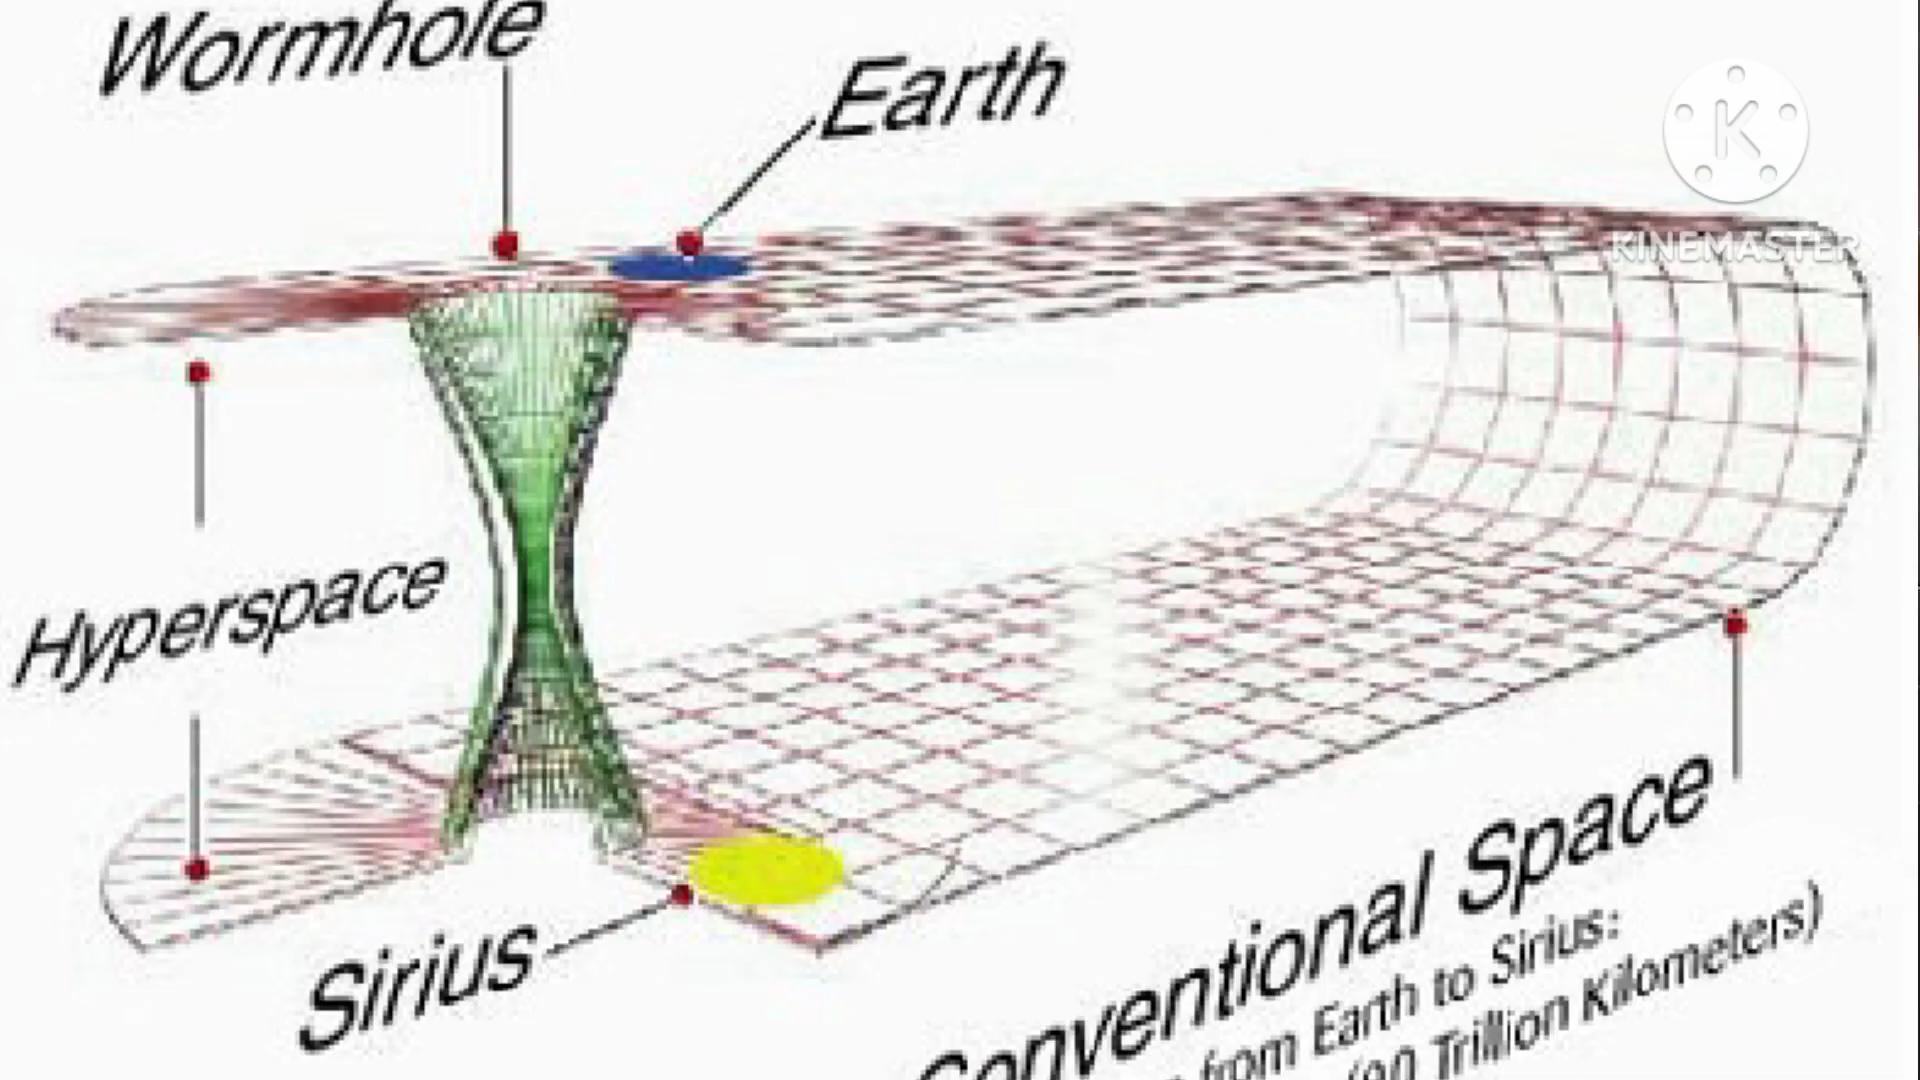 Wormhole
Earth
K
KINEMASTER
Hyperspace
Sirius
Conventional Space
from Earth to Sirius:
Trillion Kilometers)